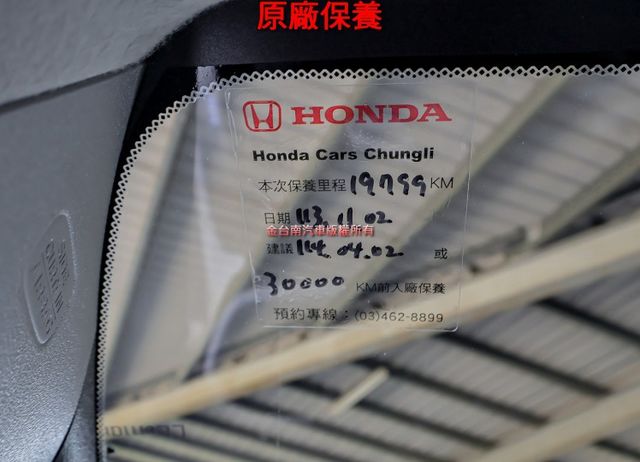 原廠保養
HONDA
Honda Cars Chungli
本次保養里程 19799 KM
日期 113.11.02
金台南汽車版權所有
建議 114.04.02 或
30000 KM前入廠保養
預約專線：(03)462-8899